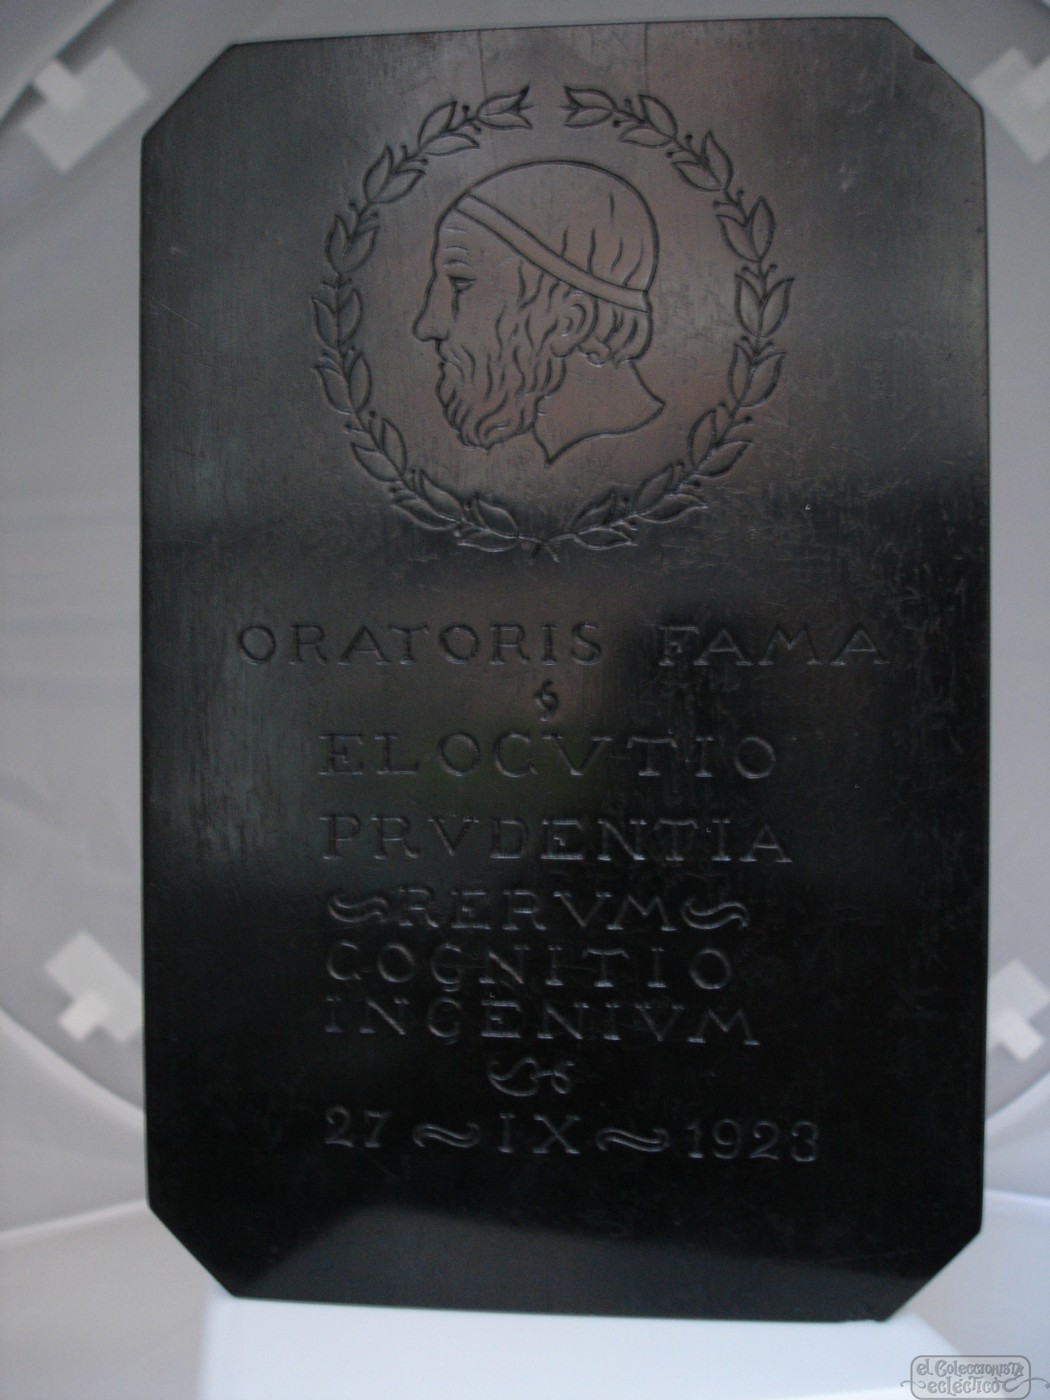 ORATORIS FAMA
ELOCVTIO
PRVDENTIA
RERVM
COGNITIO
INGENIVM
27 ~ IX ~ 1923
el Coleccionista
ecléctico